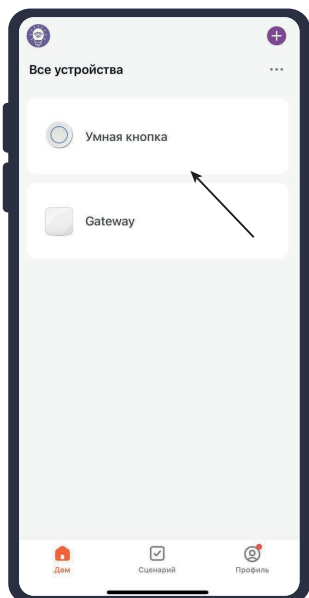 Все устройства
Умная кнопка
Gateway
Дом
Сценарий
Профиль